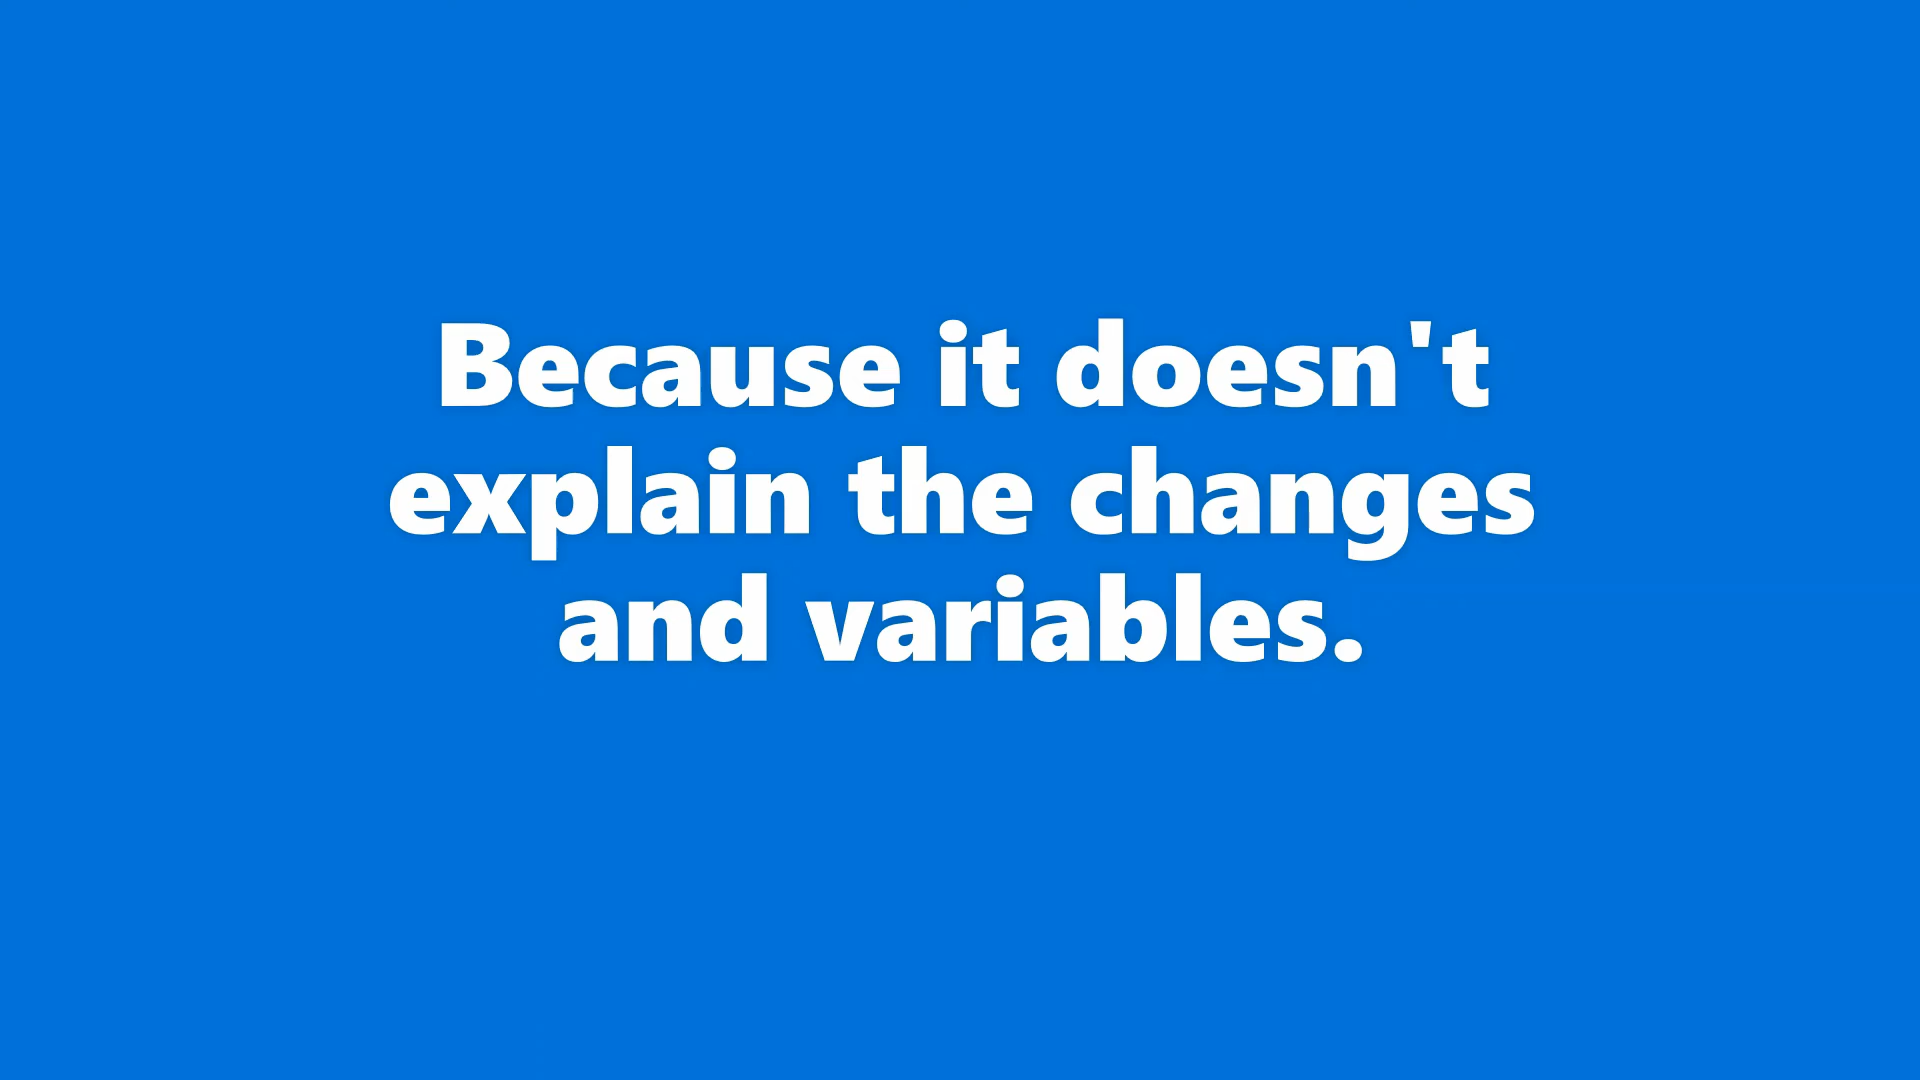 Because it doesn't
explain the changes
and variables.